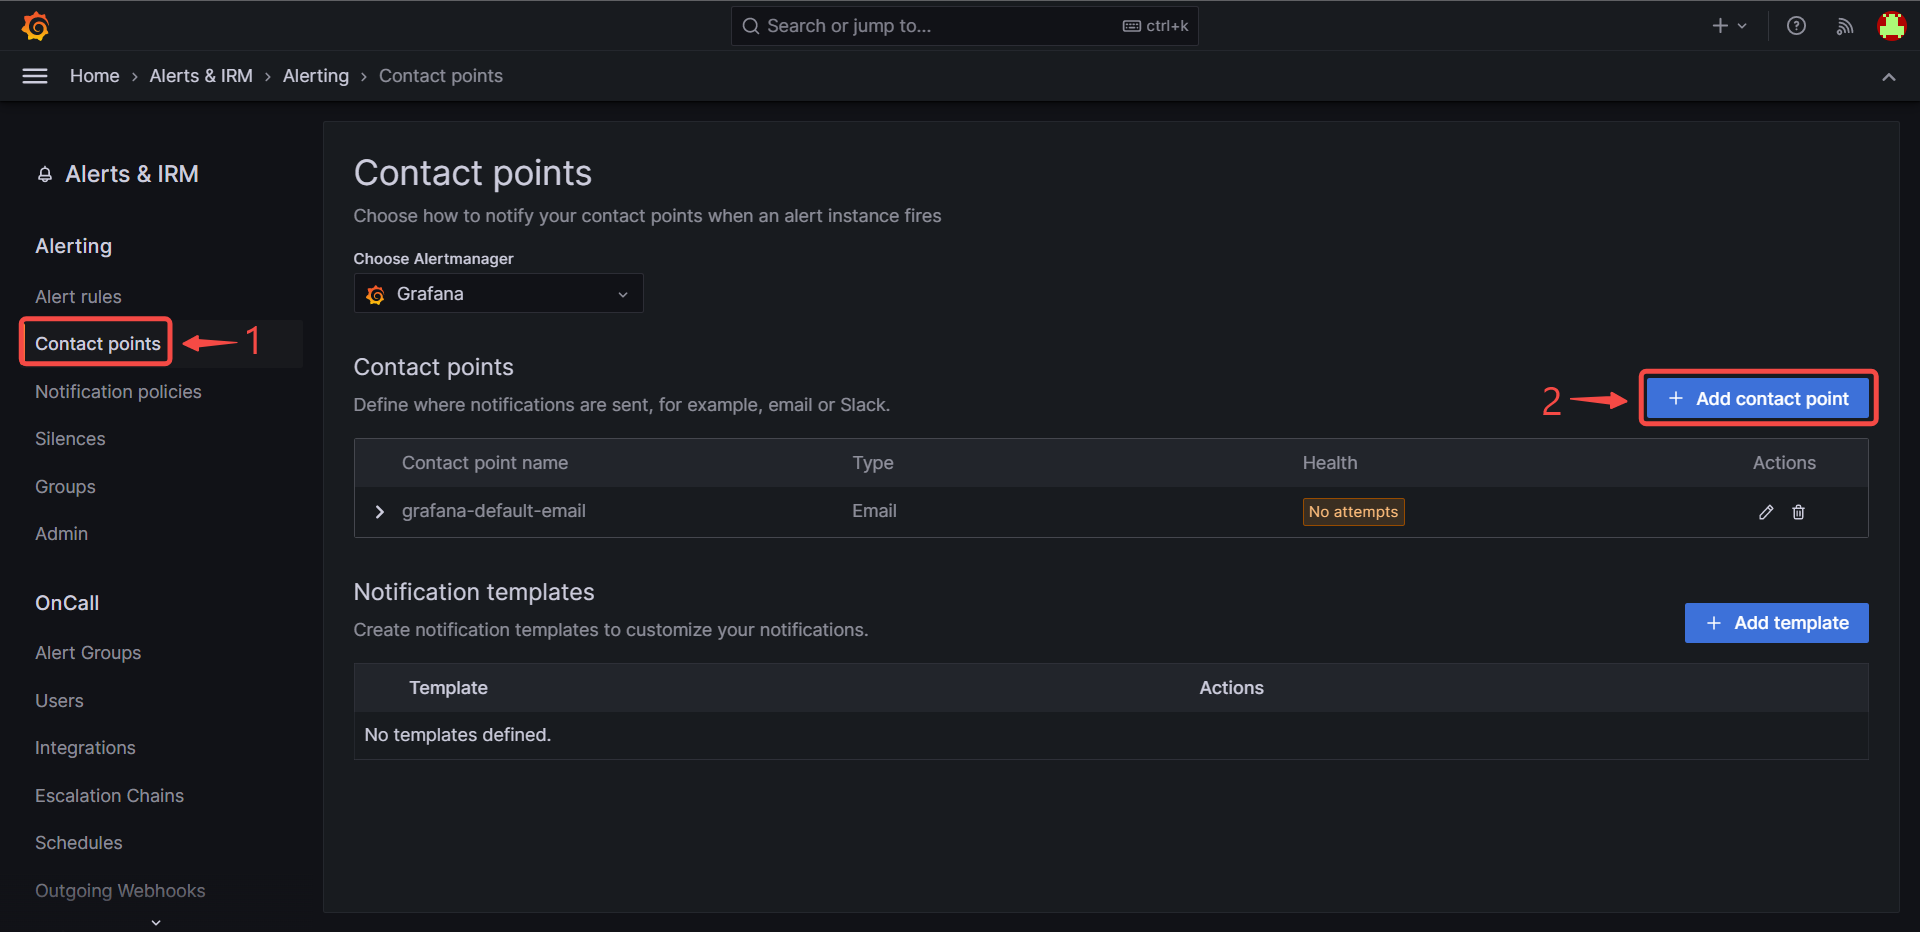 Search or jump to...
ctrl+k
Home › Alerts & IRM › Alerting › Contact points
Alerts & IRM
Alerting
Alert rules
Contact points
1
Notification policies
Silences
Groups
Admin
OnCall
Alert Groups
Users
Integrations
Escalation Chains
Schedules
Outgoing Webhooks
Contact points
Choose how to notify your contact points when an alert instance fires
Choose Alertmanager
Grafana
Contact points
Define where notifications are sent, for example, email or Slack.
2
+ Add contact point
Contact point name Type Health Actions
grafana-default-email Email No attempts
Notification templates
Create notification templates to customize your notifications.
+ Add template
Template Actions
No templates defined.